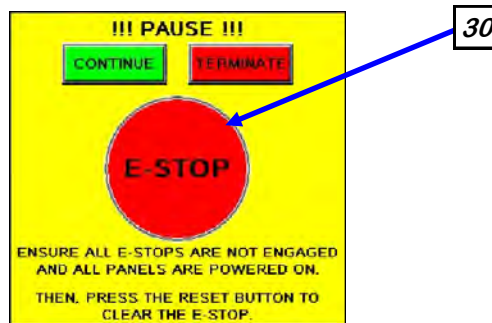 !!! PAUSE !!!
CONTINUE TERMINATE
30
E-STOP
ENSURE ALL E-STOPS ARE NOT ENGAGED
AND ALL PANELS ARE POWERED ON.
THEN, PRESS THE RESET BUTTON TO
CLEAR THE E-STOP.